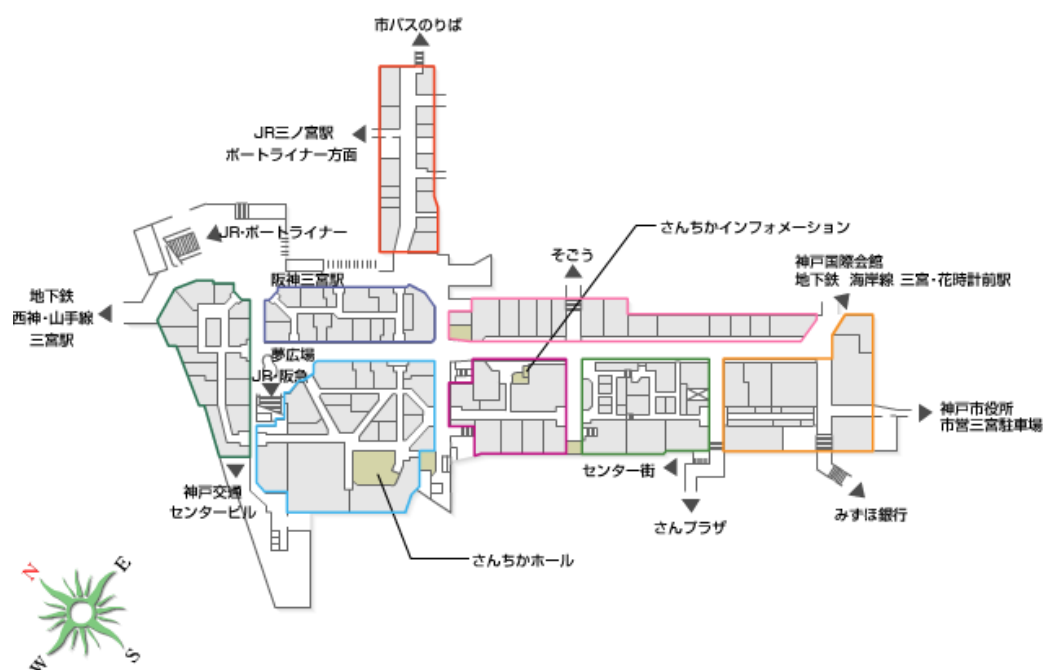 市バスのりば
JR三ノ宮駅
ポートライナー方面
さんちかインフォメーション
JR・ポートライナー
そごう
神戸国際会館
地下鉄 海岸線 三宮・花時計前駅
阪神三宮駅
地下鉄
西神・山手線
三宮駅
夢広場
JR・阪急
神戸市役所
市営三宮駐車場
センター街
神戸交通
センタービル
さんプラザ
みずほ銀行
さんちかホール
N
E
W
S